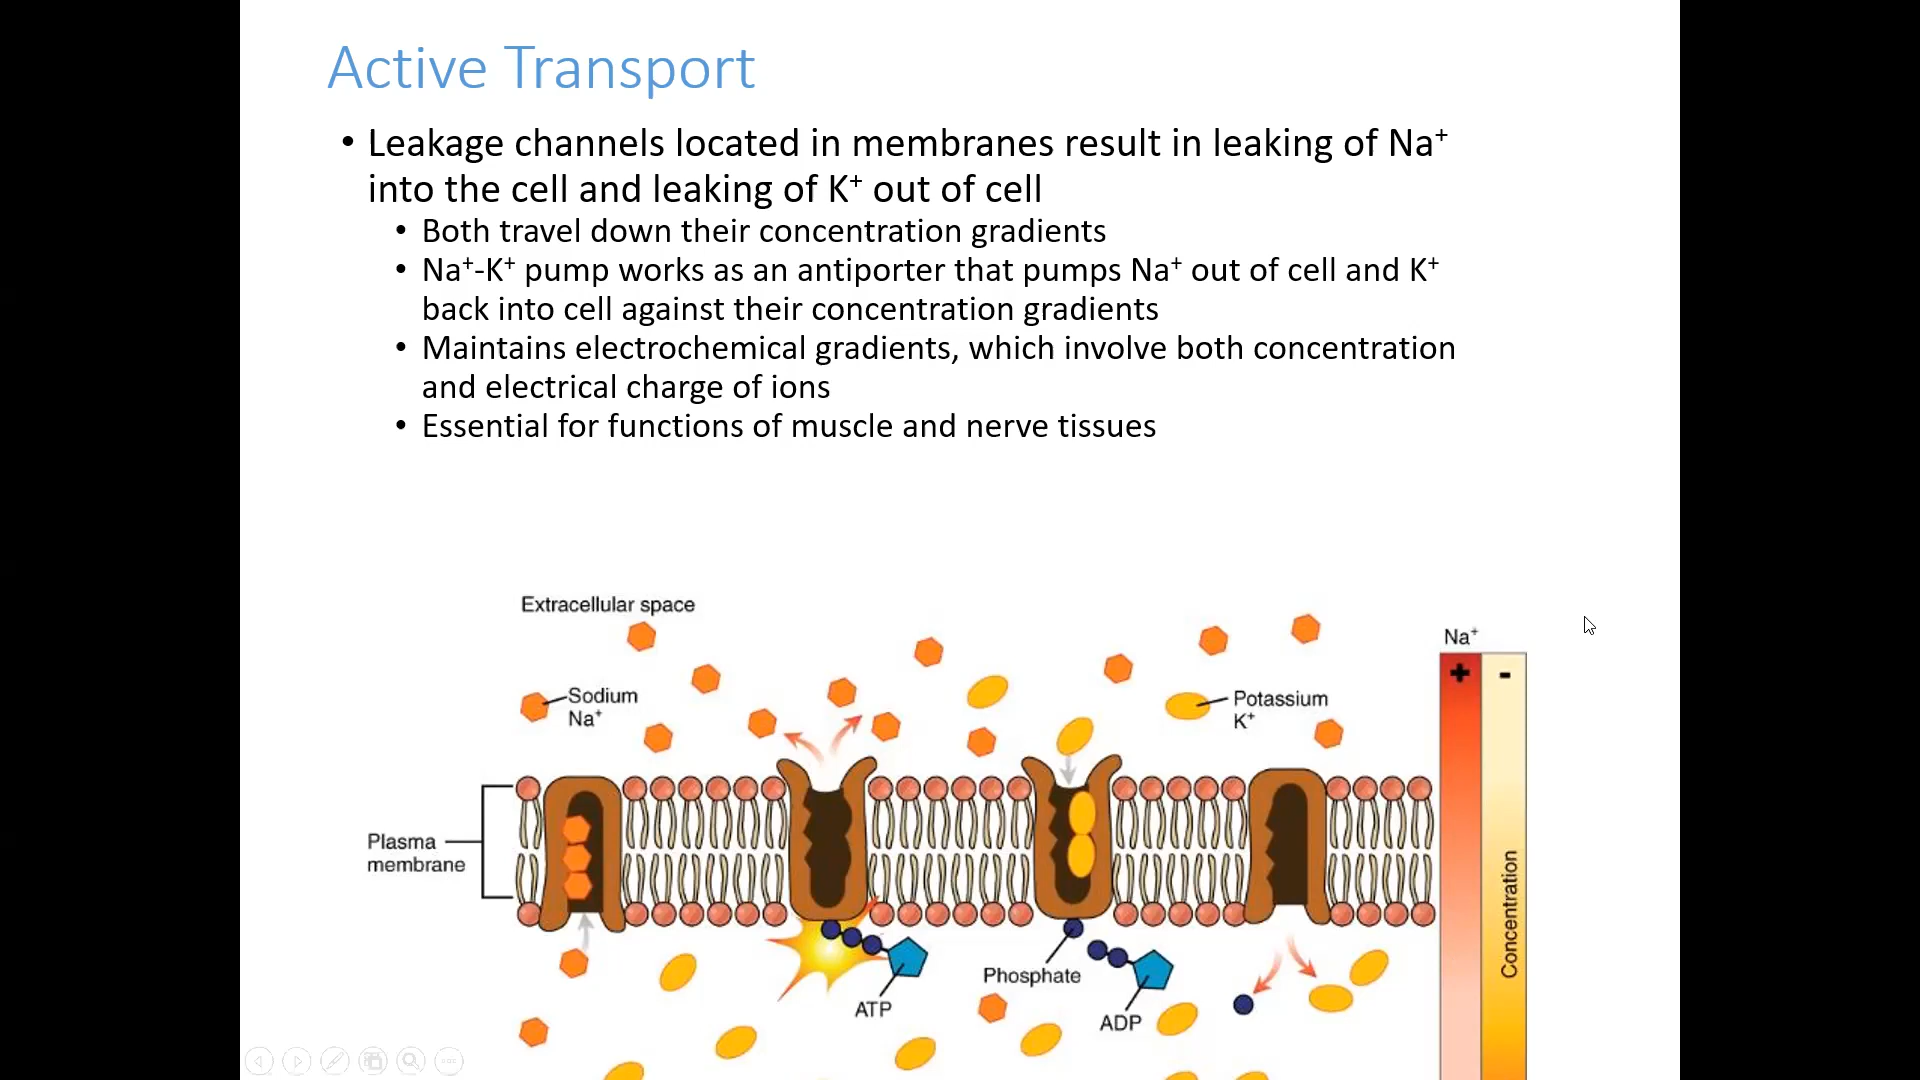 Active Transport
• Leakage channels located in membranes result in leaking of Na⁺
into the cell and leaking of K⁺ out of cell
• Both travel down their concentration gradients
• Na⁺-K⁺ pump works as an antiporter that pumps Na⁺ out of cell and K⁺
back into cell against their concentration gradients
• Maintains electrochemical gradients, which involve both concentration
and electrical charge of ions
• Essential for functions of muscle and nerve tissues
Extracellular space
Na⁺
+ -
Sodium
Na⁺
Potassium
K⁺
Plasma
membrane
Concentration
Phosphate
ATP
ADP